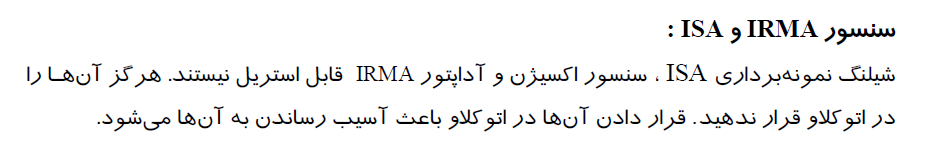 سنسور IRMA و ISA :
شیلنگ نمونه‌برداری ISA ، سنسور اکسیژن و آداپتور IRMA قابل استریل نیستند. هرگز آن‌هـا را
در اتوکلاو قرار ندهید. قرار دادن آن‌ها در اتوکلاو باعث آسیب رساندن به آن‌ها می‌شود.